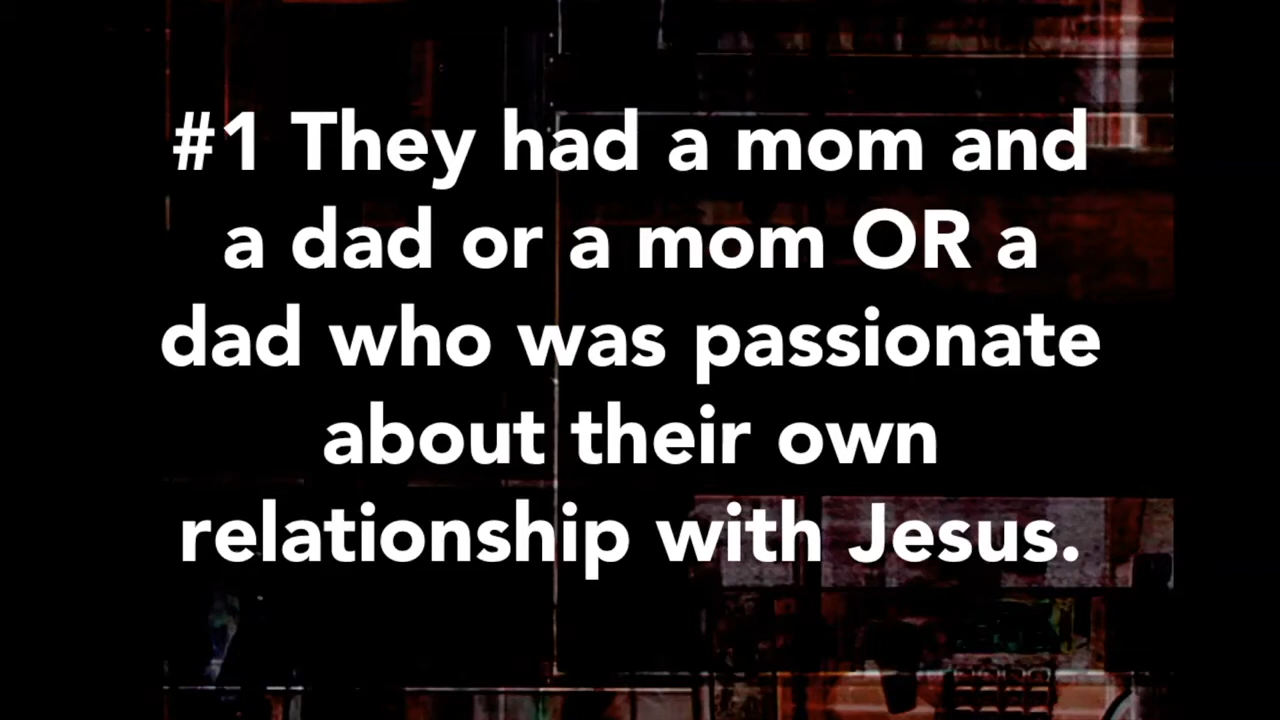 #1 They had a mom and
a dad or a mom OR a
dad who was passionate
about their own
relationship with Jesus.